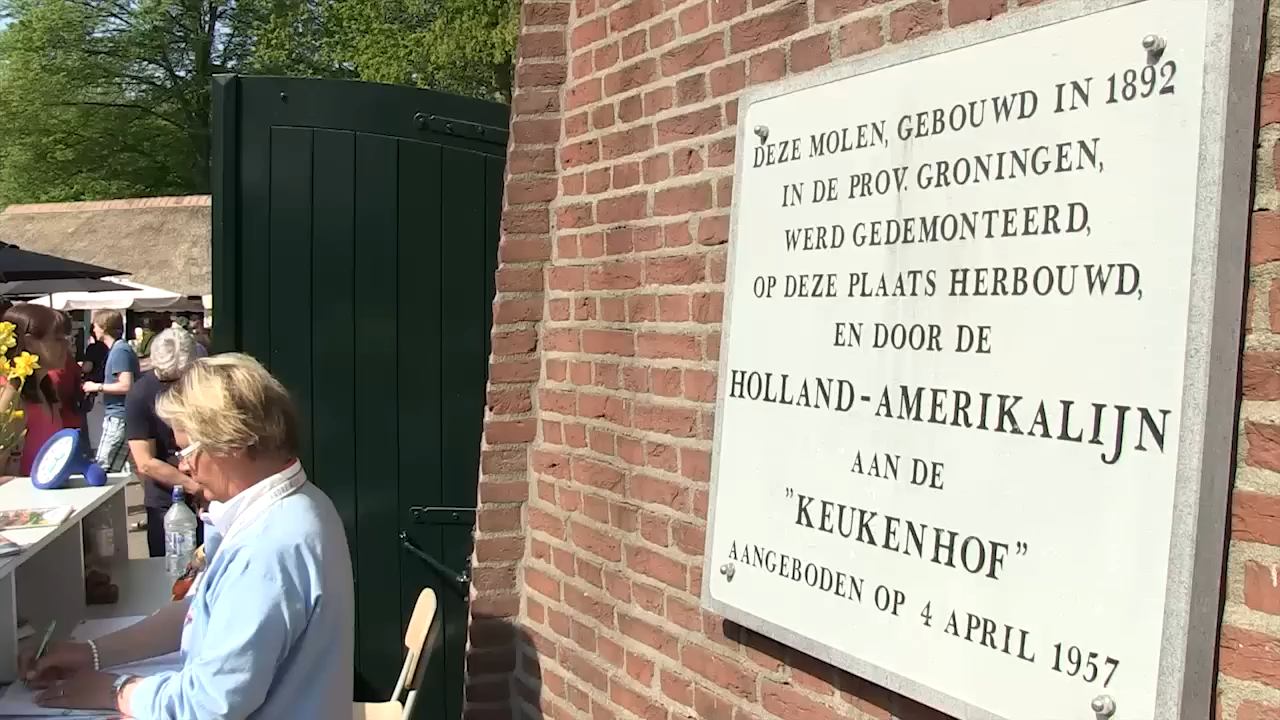 DEZE MOLEN, GEBOUWD IN 1892
IN DE PROV. GRONINGEN,
WERD GEDEMONTEERD,
OP DEZE PLAATS HERBOUWD,
EN DOOR DE
HOLLAND-AMERIKALIJN
AAN DE
"KEUKENHOF"
AANGEBODEN OP 4 APRIL 1957